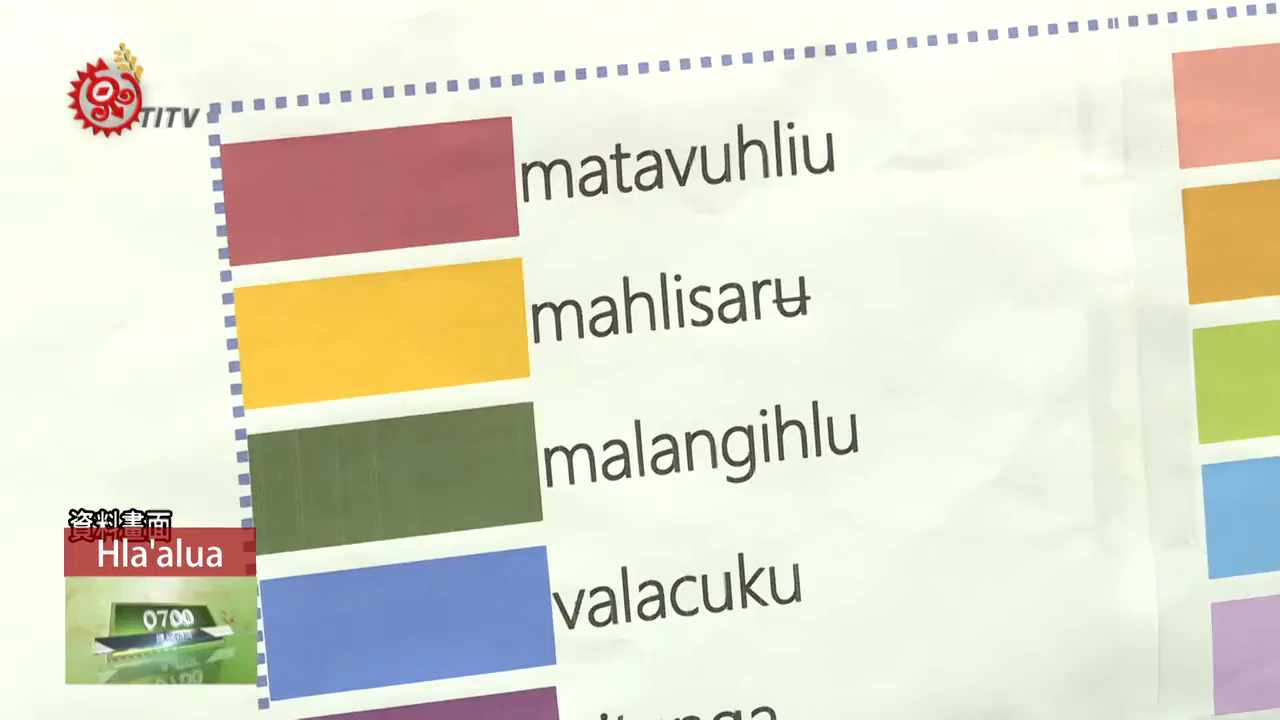 TITV
matavuhliu
mahlisarʉ
malangihlu
valacuku
資料畫面
Hla'alua
0700